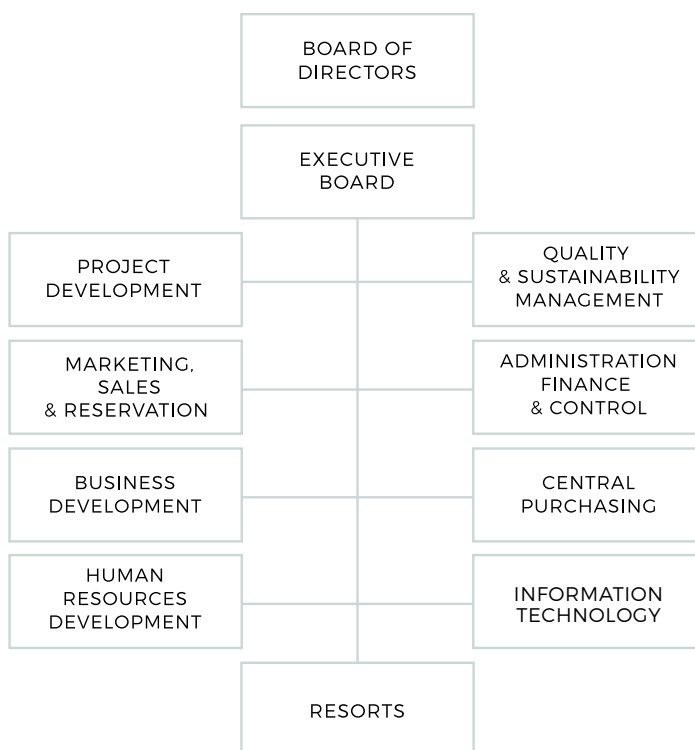 BOARD OF
DIRECTORS
EXECUTIVE
BOARD
PROJECT
DEVELOPMENT
QUALITY
& SUSTAINABILITY
MANAGEMENT
MARKETING,
SALES
& RESERVATION
ADMINISTRATION
FINANCE
& CONTROL
BUSINESS
DEVELOPMENT
CENTRAL
PURCHASING
HUMAN
RESOURCES
DEVELOPMENT
INFORMATION
TECHNOLOGY
RESORTS